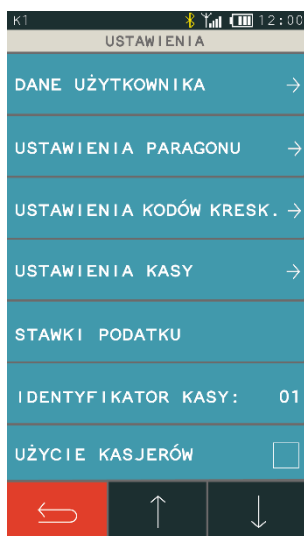 K1 12:00
USTAWIENIA
DANE UŻYTKOWNIKA
USTAWIENIA PARAGONU
USTAWIENIA KODÓW KRESK.
USTAWIENIA KASY
STAWKI PODATKU
IDENTYFIKATOR KASY: 01
UŻYCIE KASJERÓW